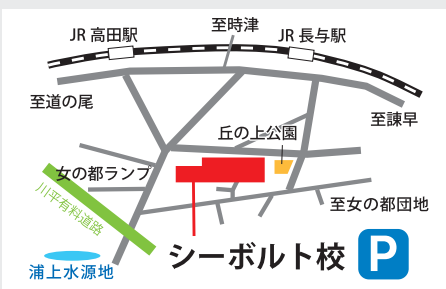 至時津
JR 高田駅
JR 長与駅
至道の尾
至諫早
丘の上公園
女の都ランプ
川平有料道路
至女の都団地
シーボルト校 P
浦上水源地